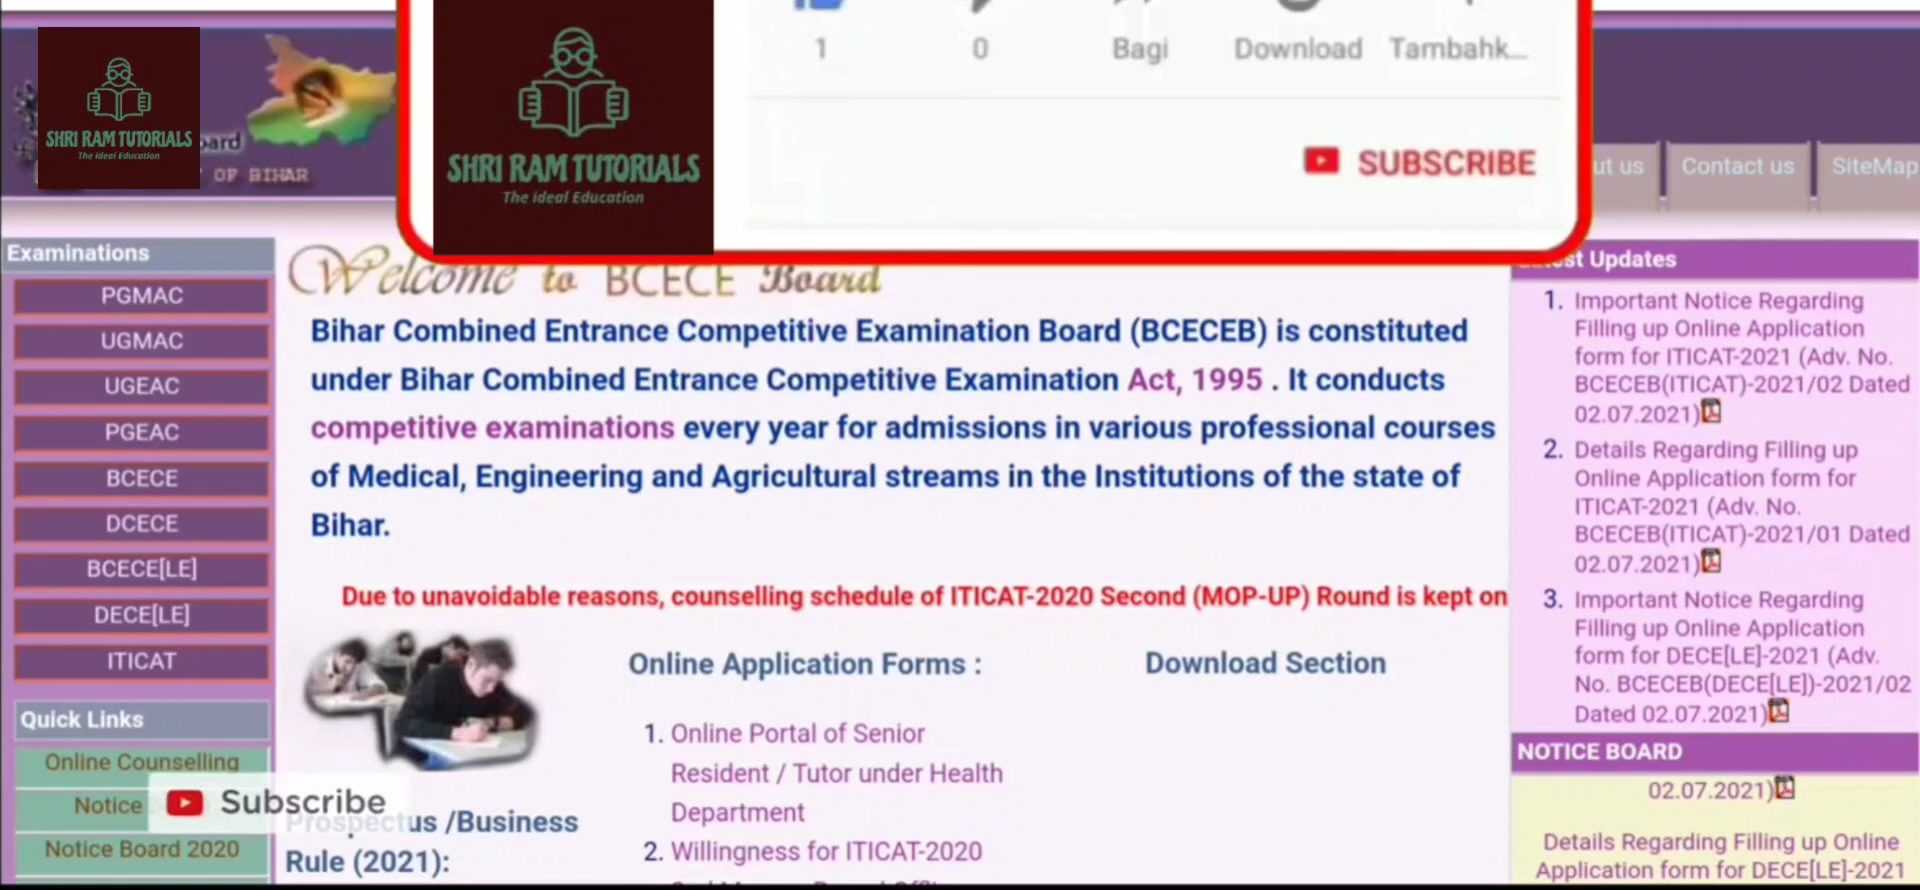 1
0
Bagi
Download
Tambahk...
SHRI RAM TUTORIALS
The ideal Education
SHRI RAM TUTORIALS
The ideal Education
SUBSCRIBE
OF BIHAR
ut us
Contact us
SiteMap
Examinations
PGMAC
UGMAC
UGEAC
PGEAC
BCECE
DCECE
BCECE[LE]
DECE[LE]
ITICAT
Quick Links
Online Counselling
Notice
Notice Board 2020
Subscribe
Welcome to BCECE Board
Bihar Combined Entrance Competitive Examination Board (BCECEB) is constituted
under Bihar Combined Entrance Competitive Examination Act, 1995 . It conducts
competitive examinations every year for admissions in various professional courses
of Medical, Engineering and Agricultural streams in the Institutions of the state of
Bihar.
Due to unavoidable reasons, counselling schedule of ITICAT-2020 Second (MOP-UP) Round is kept on
Prospectus /Business
Rule (2021):
Online Application Forms :
1. Online Portal of Senior
Resident / Tutor under Health
Department
2. Willingness for ITICAT-2020
Download Section
Latest Updates
1. Important Notice Regarding
Filling up Online Application
form for ITICAT-2021 (Adv. No.
BCECEB(ITICAT)-2021/02 Dated
02.07.2021)
2. Details Regarding Filling up
Online Application form for
ITICAT-2021 (Adv. No.
BCECEB(ITICAT)-2021/01 Dated
02.07.2021)
3. Important Notice Regarding
Filling up Online Application
form for DECE[LE]-2021 (Adv.
No. BCECEB(DECE[LE])-2021/02
Dated 02.07.2021)
NOTICE BOARD
02.07.2021)
Details Regarding Filling up Online
Application form for DECE[LE]-2021